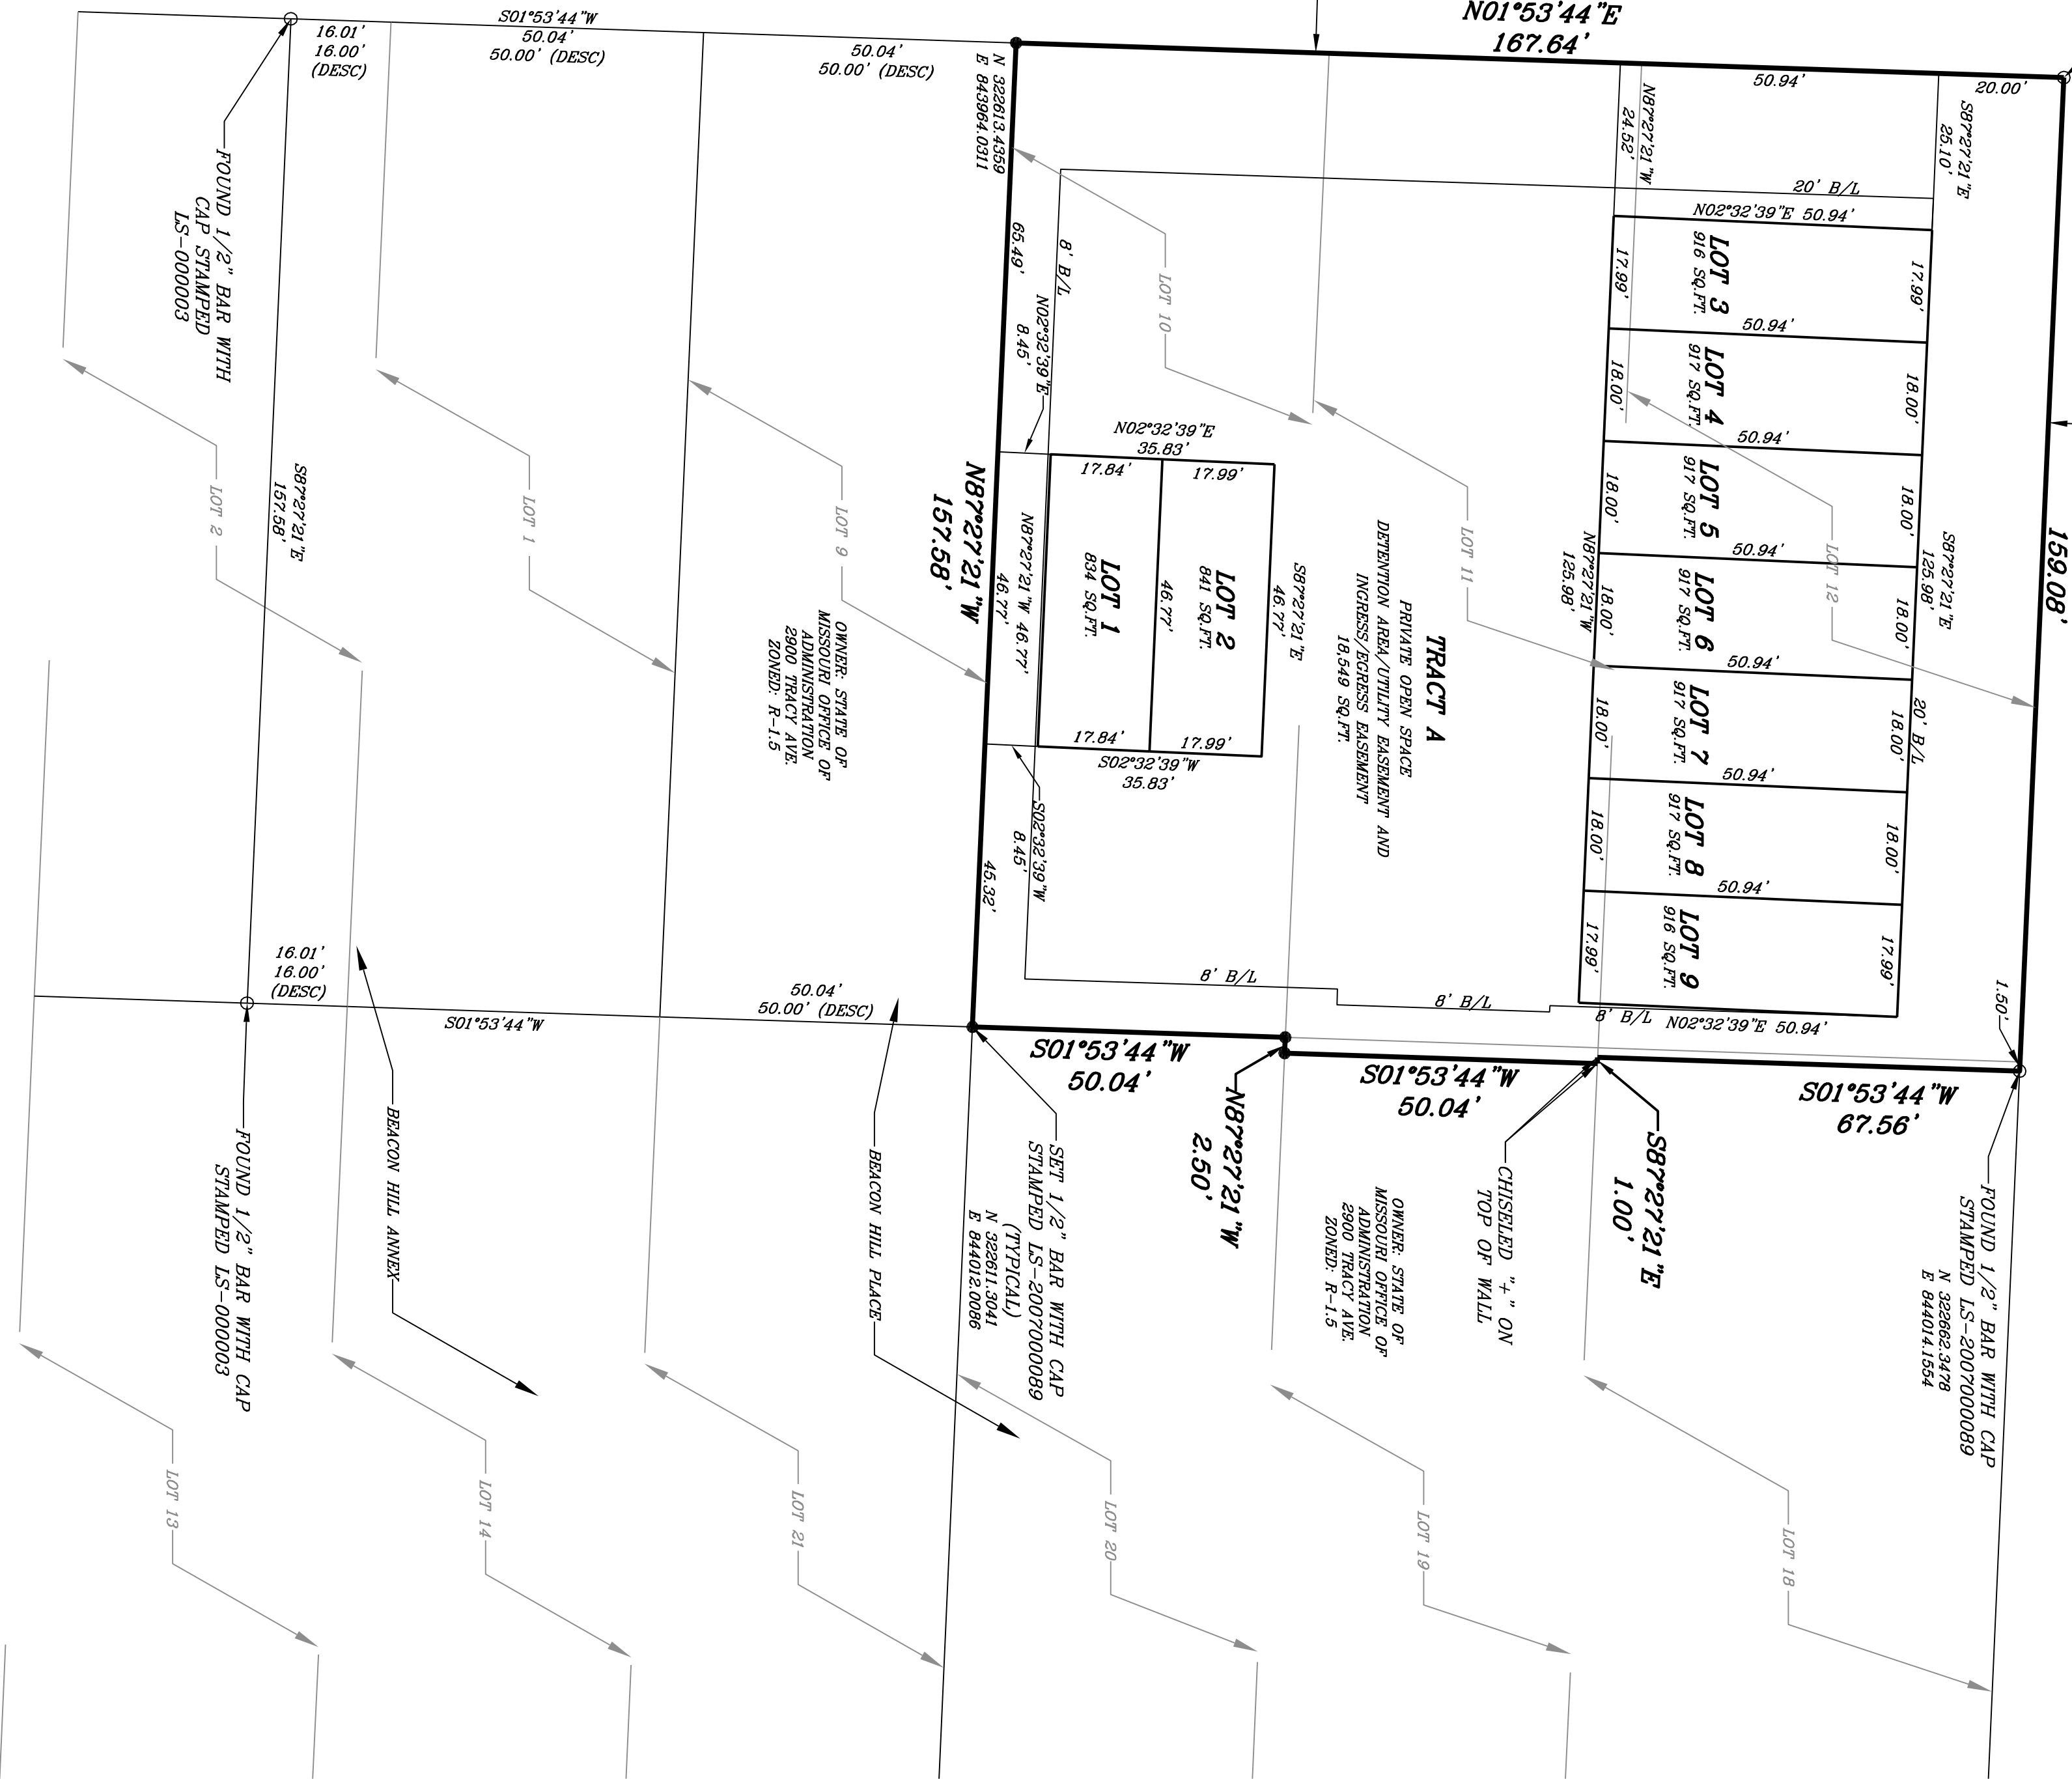 S01°53'44"W
16.01'
16.00'
(DESC)
50.04'
50.00' (DESC)
50.04'
50.00' (DESC)
N01°53'44"E
167.64'
50.94'
20.00'
N 322613.4359
E 843964.0311
N87°27'21"W
24.52'
S87°27'21"E
25.10'
20' B/L
N02°32'39"E 50.94'
FOUND 1/2" BAR WITH
CAP STAMPED
LS-000003
65.49'
8' B/L
N02°32'39"E
8.45'
LOT 10
LOT 3
916 SQ.FT.
17.99'
17.99'
50.94'
LOT 4
917 SQ.FT.
18.00'
18.00'
50.94'
LOT 5
917 SQ.FT.
18.00'
18.00'
50.94'
LOT 6
917 SQ.FT.
18.00'
18.00'
50.94'
LOT 7
917 SQ.FT.
18.00'
18.00'
50.94'
LOT 8
917 SQ.FT.
18.00'
18.00'
50.94'
LOT 9
916 SQ.FT.
17.99'
17.99'
N87°27'21"W
125.98'
S87°27'21"E
125.98'
20' B/L
LOT 12
LOT 11
159.08'
N02°32'39"E
35.83'
17.84'
17.99'
LOT 1
834 SQ.FT.
46.77'
LOT 2
841 SQ.FT.
S87°27'21"E
46.77'
N87°27'21"W 46.77'
46.77'
17.84'
17.99'
S02°32'39"W
35.83'
S02°32'39"W
8.45'
45.32'
TRACT A
PRIVATE OPEN SPACE
DETENTION AREA/UTILITY EASEMENT AND
INGRESS/EGRESS EASEMENT
18,549 SQ.FT.
N87°27'21"W
157.58'
LOT 2
LOT 1
LOT 9
S87°27'21"E
157.58'
OWNER: STATE OF
MISSOURI OFFICE OF
ADMINISTRATION
2900 TRACY AVE.
ZONED: R-1.5
16.01'
16.00'
(DESC)
S01°53'44"W
50.04'
50.00' (DESC)
8' B/L
8' B/L
8' B/L
N02°32'39"E 50.94'
1.50'
S01°53'44"W
50.04'
N87°27'21"W
2.50'
S01°53'44"W
50.04'
S87°27'21"E
1.00'
S01°53'44"W
67.56'
FOUND 1/2" BAR WITH CAP
STAMPED LS-000003
BEACON HILL ANNEX
BEACON HILL PLACE
SET 1/2" BAR WITH CAP
STAMPED LS-2007000089
(TYPICAL)
N 322611.3041
E 844012.0086
OWNER: STATE OF
MISSOURI OFFICE OF
ADMINISTRATION
2900 TRACY AVE.
ZONED: R-1.5
CHISELED "+" ON
TOP OF WALL
FOUND 1/2" BAR WITH CAP
STAMPED LS-2007000089
N 322662.3478
E 844014.1554
LOT 13
LOT 14
LOT 21
LOT 20
LOT 19
LOT 18